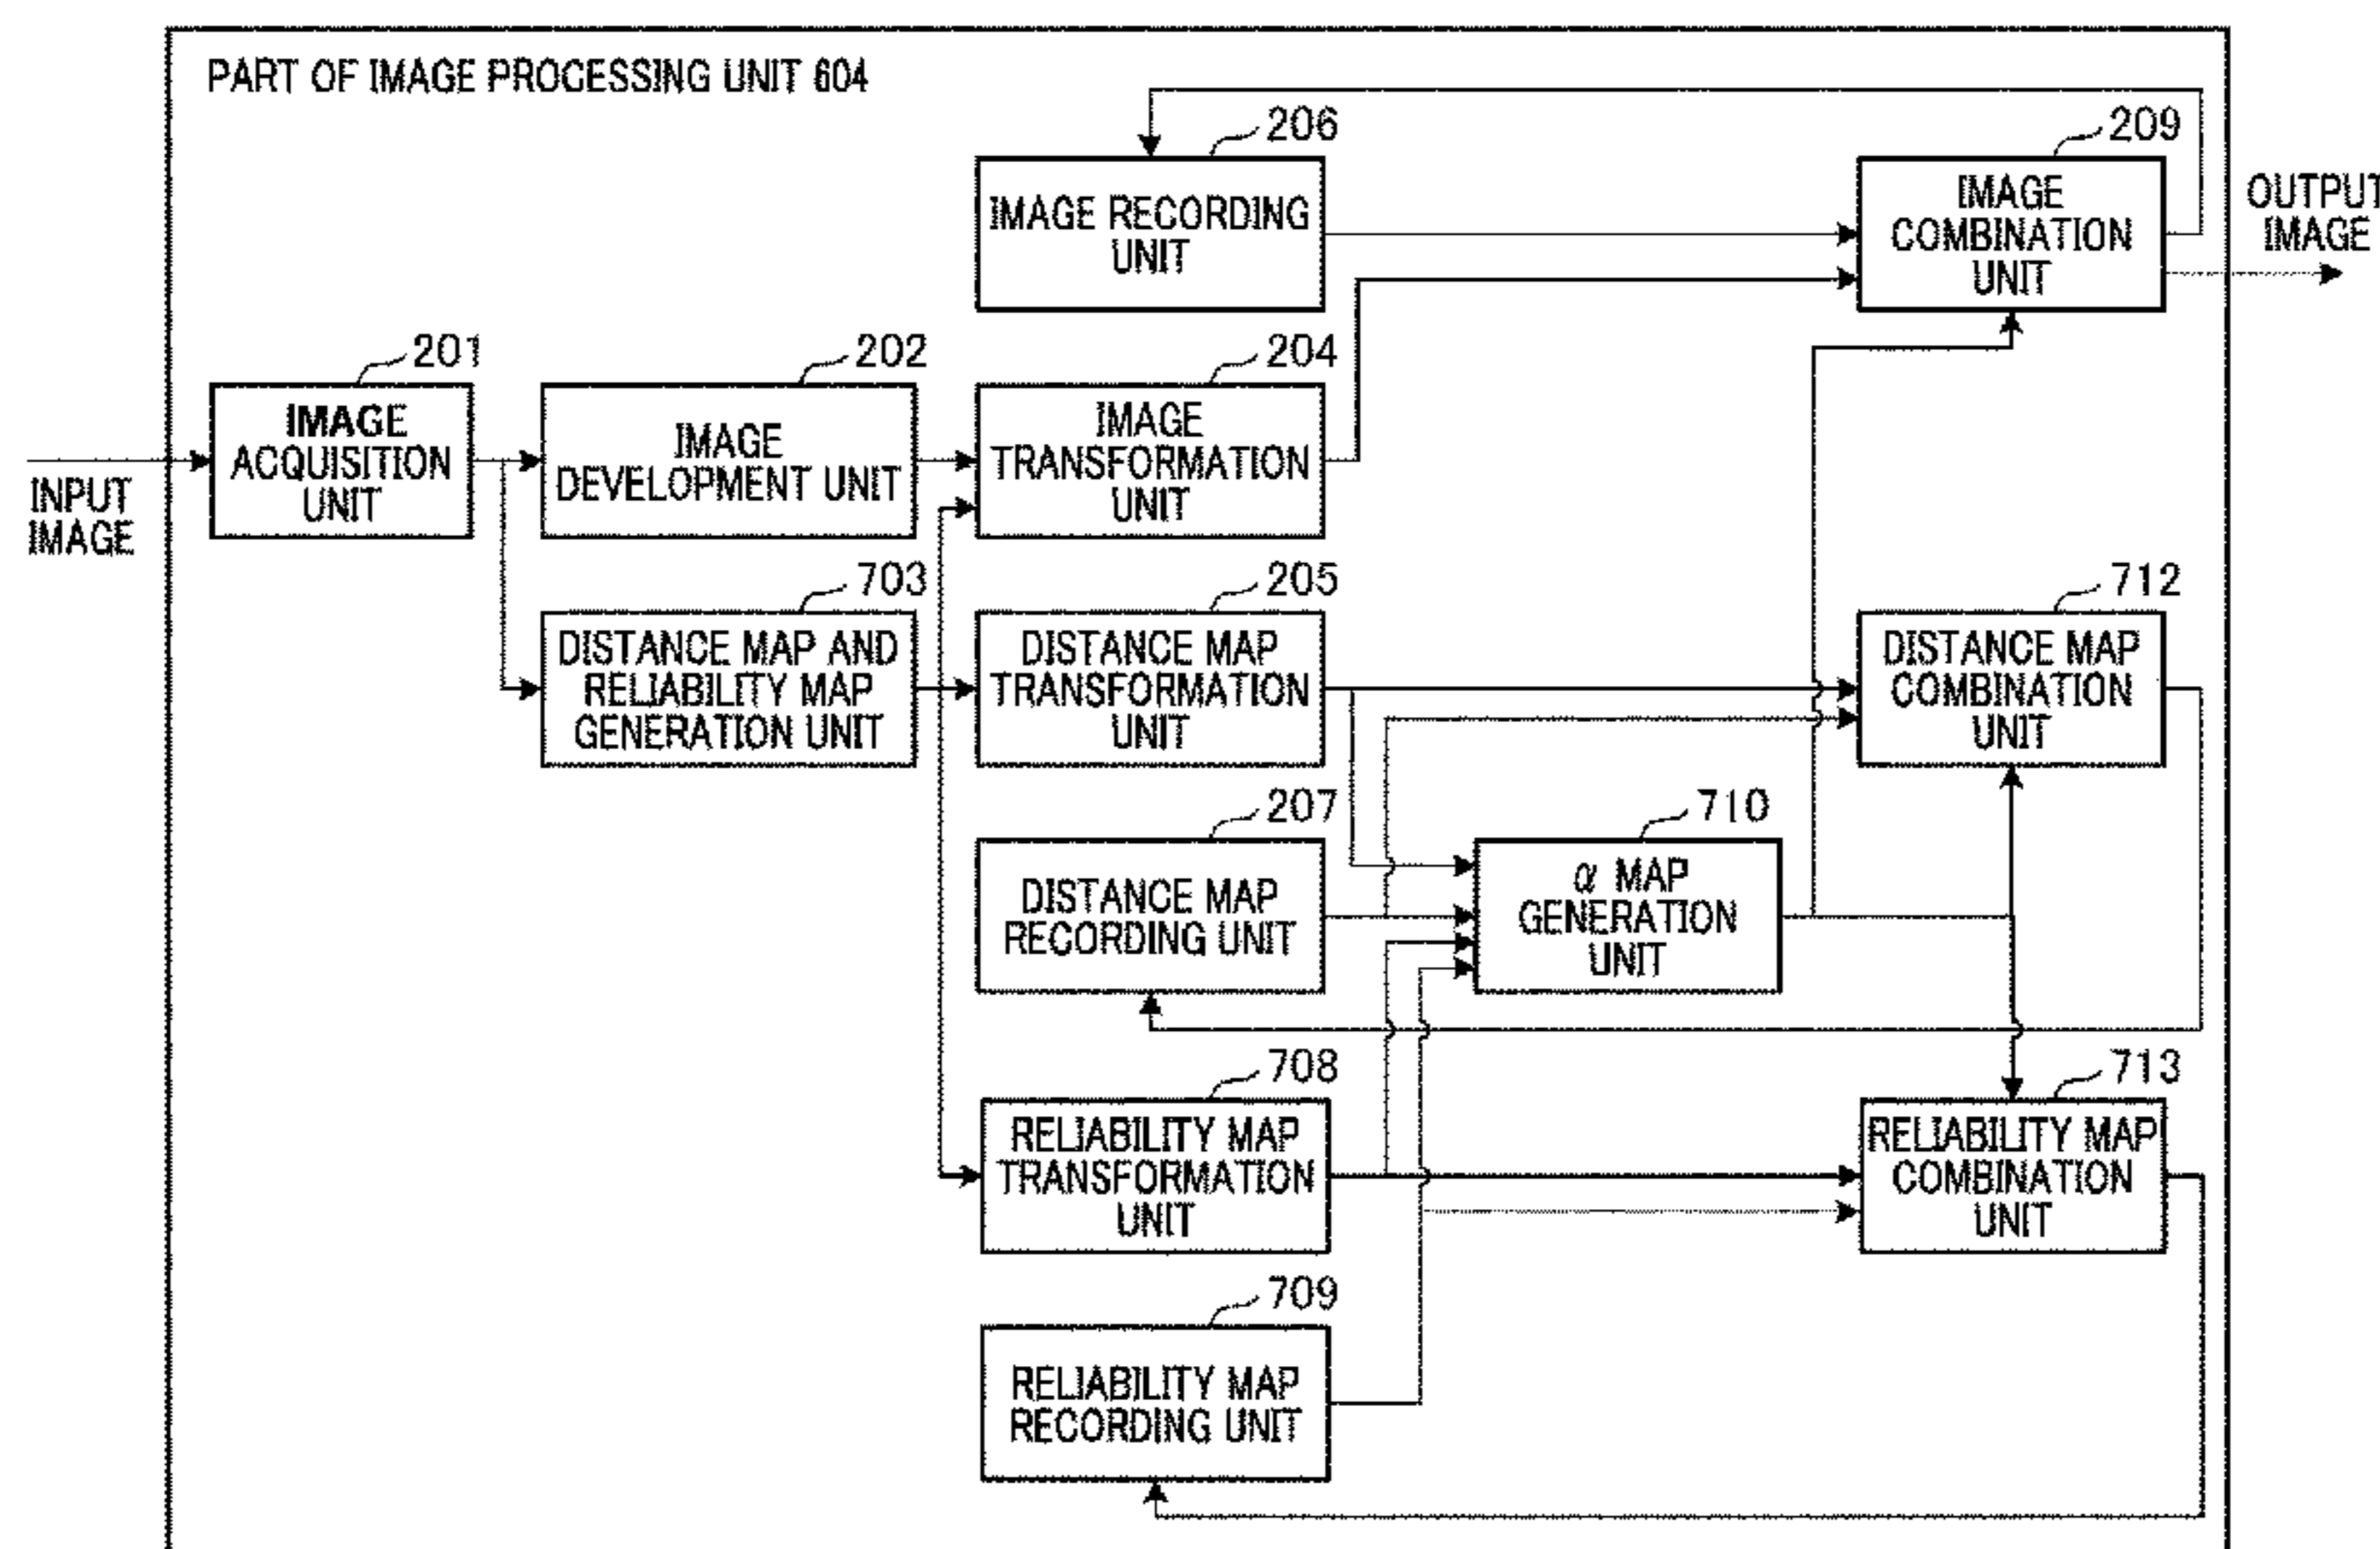 PART OF IMAGE PROCESSING UNIT 604
206
IMAGE RECORDING
UNIT
209
IMAGE
COMBINATION
UNIT
OUTPUT
IMAGE
INPUT
IMAGE
201
IMAGE
ACQUISITION
UNIT
202
IMAGE
DEVELOPMENT UNIT
204
IMAGE
TRANSFORMATION
UNIT
703
DISTANCE MAP AND
RELIABILITY MAP
GENERATION UNIT
205
DISTANCE MAP
TRANSFORMATION
UNIT
712
DISTANCE MAP
COMBINATION
UNIT
207
DISTANCE MAP
RECORDING UNIT
710
α MAP
GENERATION
UNIT
708
RELIABILITY MAP
TRANSFORMATION
UNIT
713
RELIABILITY MAP
COMBINATION
UNIT
709
RELIABILITY MAP
RECORDING UNIT